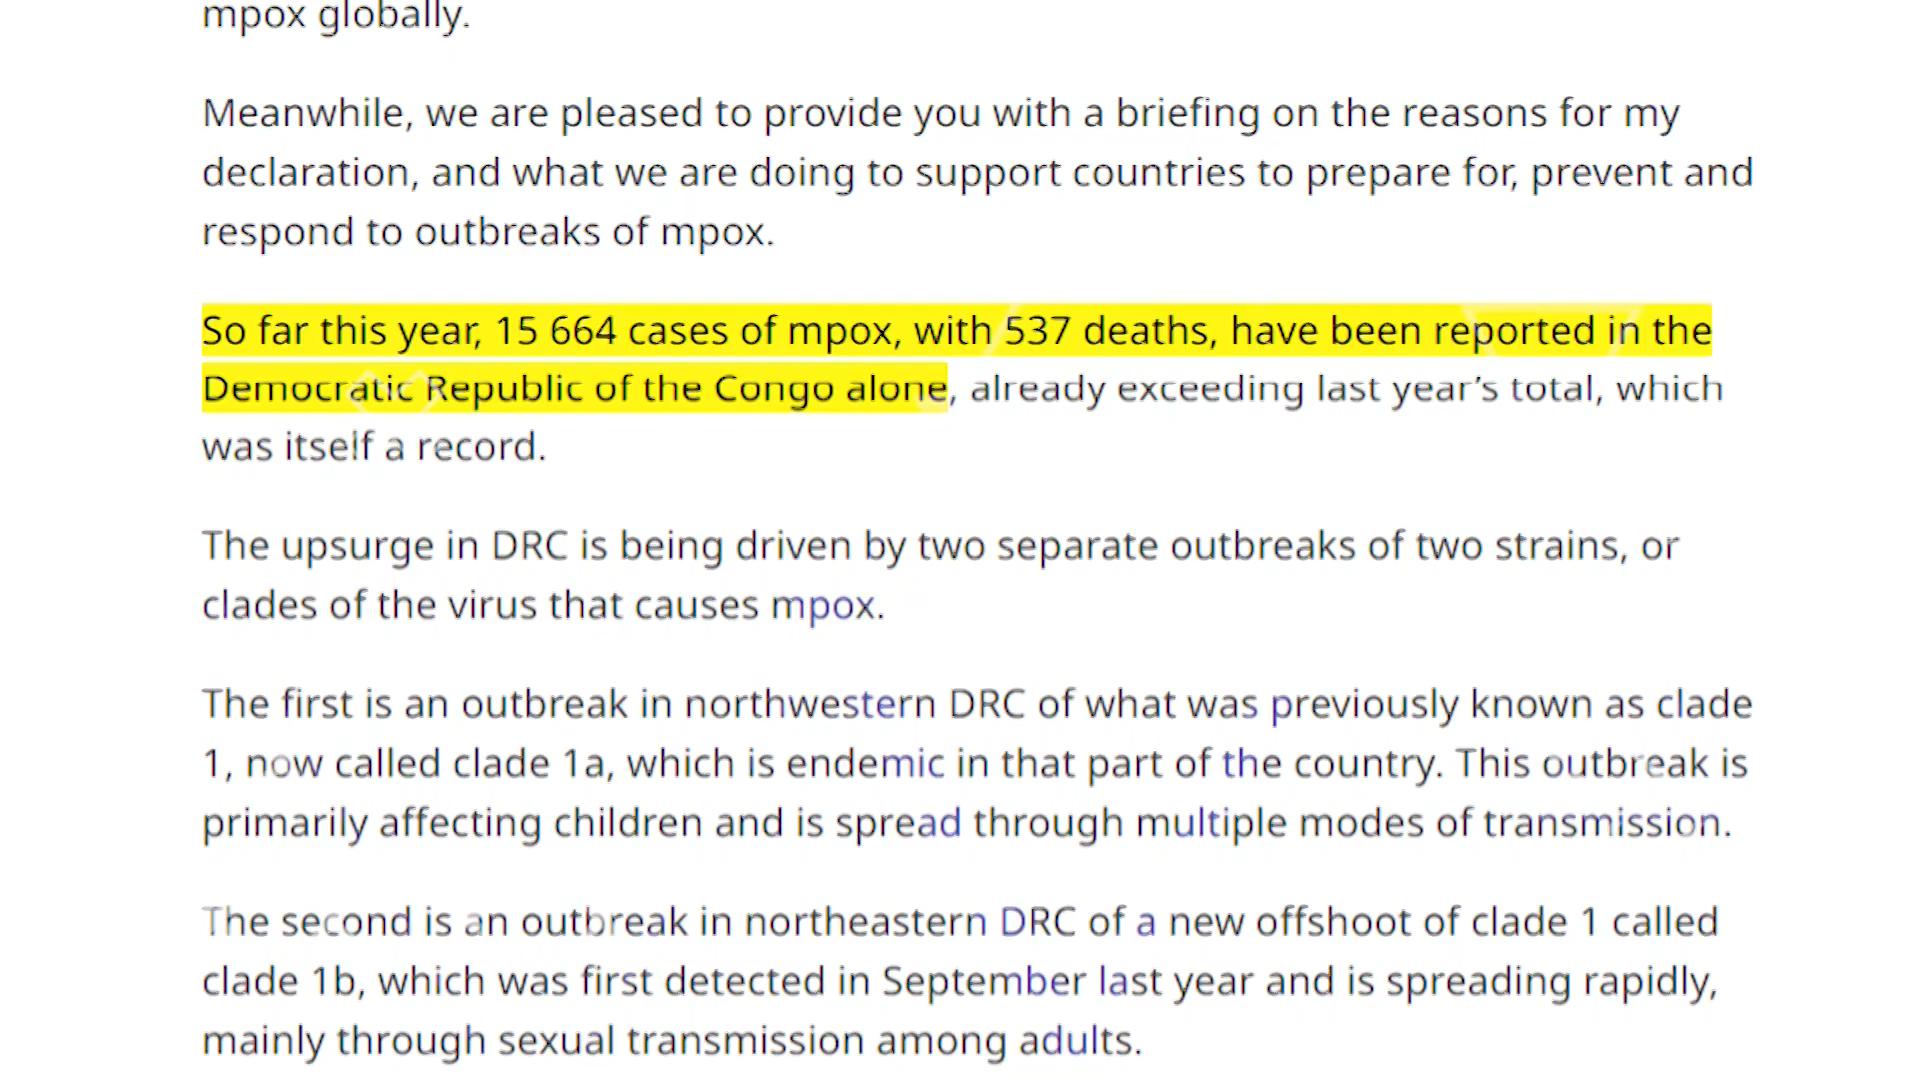 mpox globally.
Meanwhile, we are pleased to provide you with a briefing on the reasons for my
declaration, and what we are doing to support countries to prepare for, prevent and
respond to outbreaks of mpox.
So far this year, 15 664 cases of mpox, with 537 deaths, have been reported in the
Democratic Republic of the Congo alone, already exceeding last year’s total, which
was itself a record.
The upsurge in DRC is being driven by two separate outbreaks of two strains, or
clades of the virus that causes mpox.
The first is an outbreak in northwestern DRC of what was previously known as clade
1, now called clade 1a, which is endemic in that part of the country. This outbreak is
primarily affecting children and is spread through multiple modes of transmission.
The second is an outbreak in northeastern DRC of a new offshoot of clade 1 called
clade 1b, which was first detected in September last year and is spreading rapidly,
mainly through sexual transmission among adults.